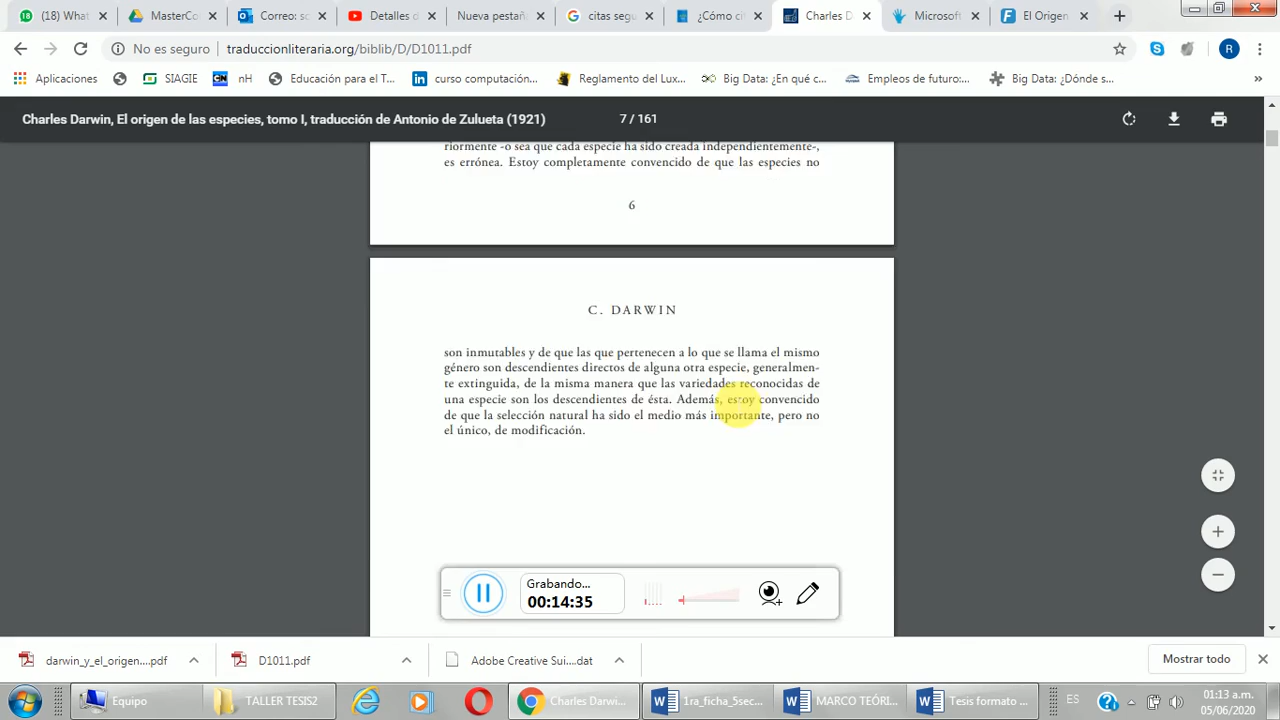 (18) What
MasterCo
Correo: s
Detalles d
Nueva pesta
citas segu
¿Cómo ci
Charles D
Microsof
El Origen
No es seguro | traduccionliteraria.org/biblib/D/D1011.pdf
R
Aplicaciones
SIAGIE
nH
Educación para el T...
curso computación...
Reglamento del Lux...
Big Data: ¿En qué c...
Empleos de futuro:...
Big Data: ¿Dónde s...
»
Charles Darwin, El origen de las especies, tomo I, traducción de Antonio de Zulueta (1921)
7 / 161
riormente -o sea que cada especie ha sido creada independientemente-,
es errónea. Estoy completamente convencido de que las especies no
6
C. DARWIN
son inmutables y de que las que pertenecen a lo que se llama el mismo
género son descendientes directos de alguna otra especie, generalmen-
te extinguida, de la misma manera que las variedades reconocidas de
una especie son los descendientes de ésta. Además, estoy convencido
de que la selección natural ha sido el medio más importante, pero no
el único, de modificación.
Grabando...
00:14:35
darwin_y_el_origen....pdf
D1011.pdf
Adobe Creative Sui....dat
Mostrar todo
Equipo
TALLER TESIS2
Charles Darwi...
1ra_ficha_5sec...
MARCO TEÓRI...
Tesis formato ...
ES
01:13 a.m.
05/06/2020